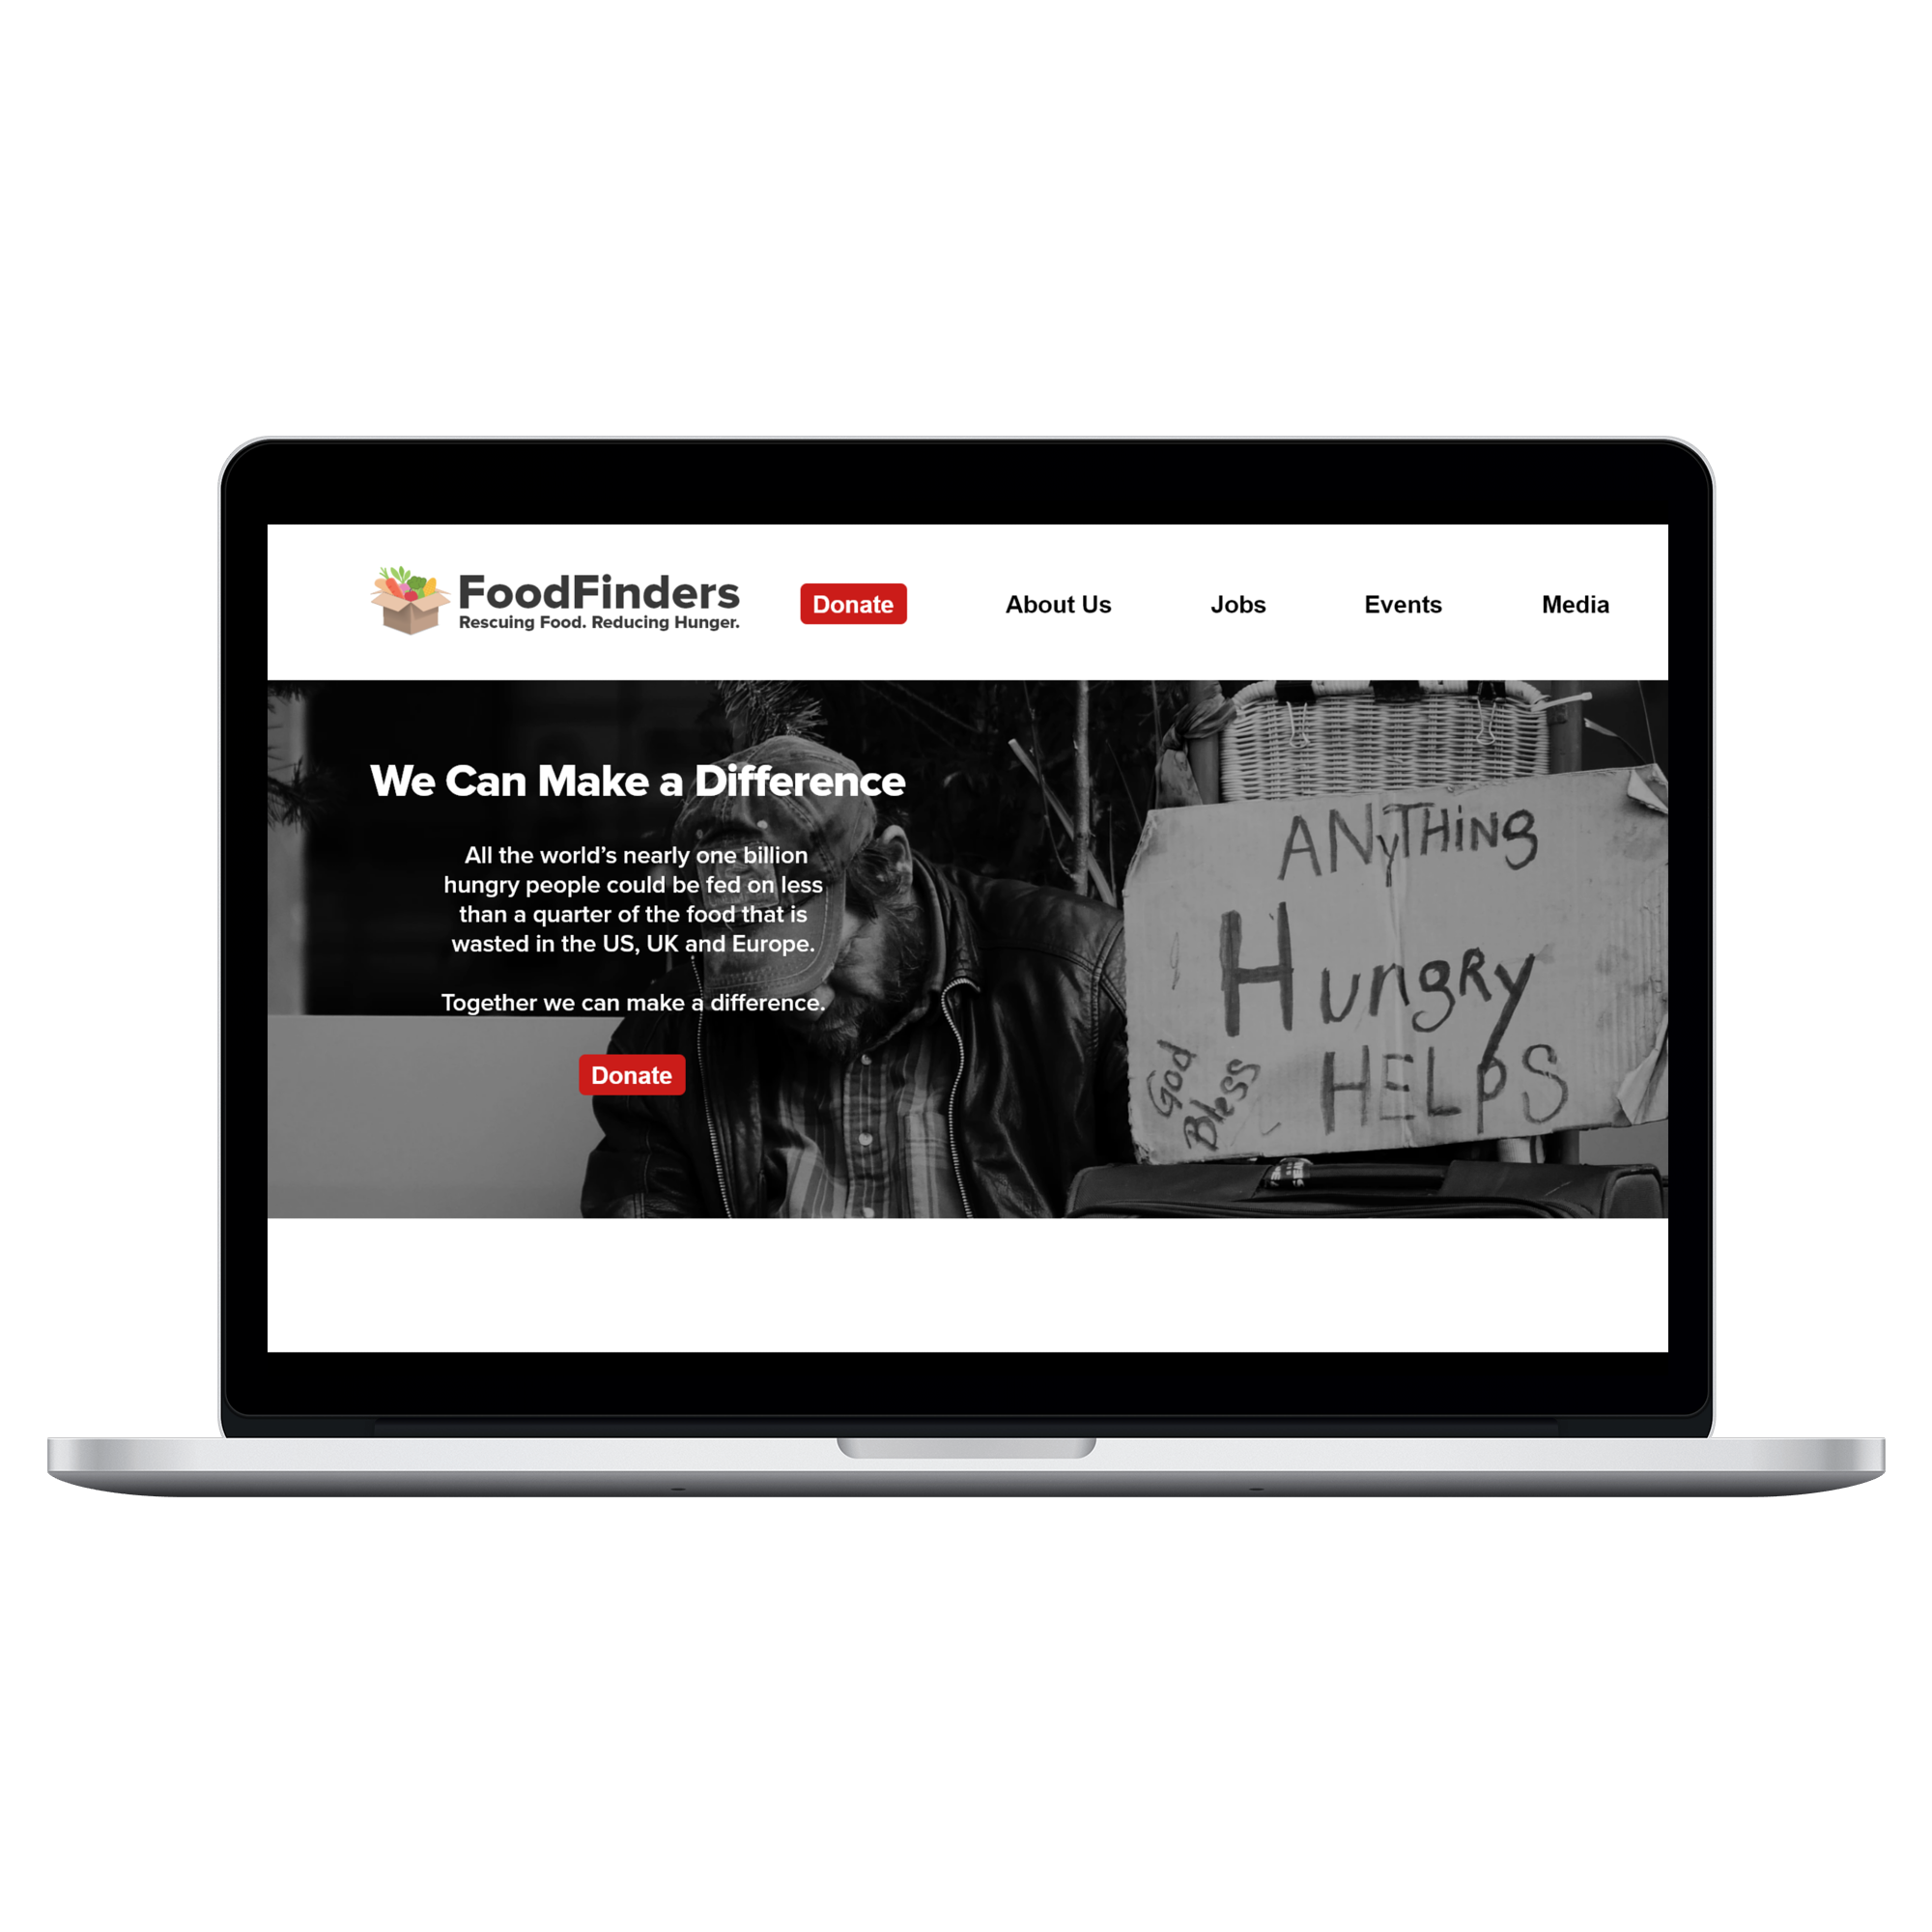 FoodFinders
Rescuing Food. Reducing Hunger.
Donate
About Us
Jobs
Events
Media
We Can Make a Difference
All the world’s nearly one billion
hungry people could be fed on less
than a quarter of the food that is
wasted in the US, UK and Europe.
Together we can make a difference.
Donate
ANyTHiNg
HungRy
HELpS
God
Bless